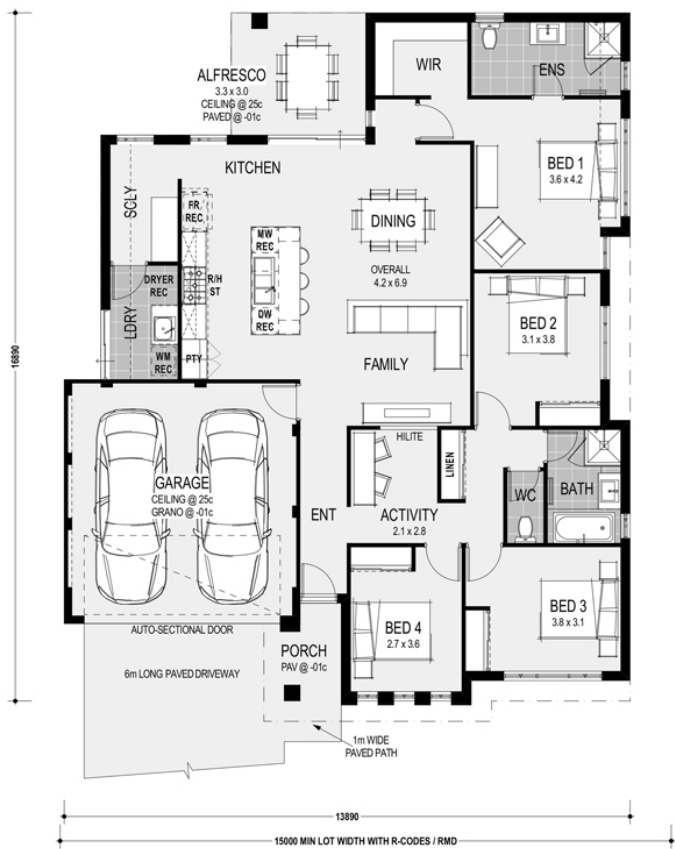 WIR
ENS
ALFRESCO
3.3 x 3.0
CEILING @ 25c
PAVED @ -01c
KITCHEN
BED 1
3.6 x 4.2
SCLY
FR.
REC
MW
REC
DINING
OVERALL
4.2 x 6.9
DRYER
REC
R/H
ST
LDRY
DW
REC
BED 2
3.1 x 3.8
WM
REC
PTY
FAMILY
HILITE
LINEN
GARAGE
CEILING @ 25c
GRANO @ -01c
ENT
ACTIVITY
2.1 x 2.8
WC
BATH
BED 3
3.8 x 3.1
BED 4
2.7 x 3.6
AUTO-SECTIONAL DOOR
PORCH
PAV @ -01c
6m LONG PAVED DRIVEWAY
1m WIDE
PAVED PATH
16890
13890
15000 MIN LOT WIDTH WITH R-CODES / RMD